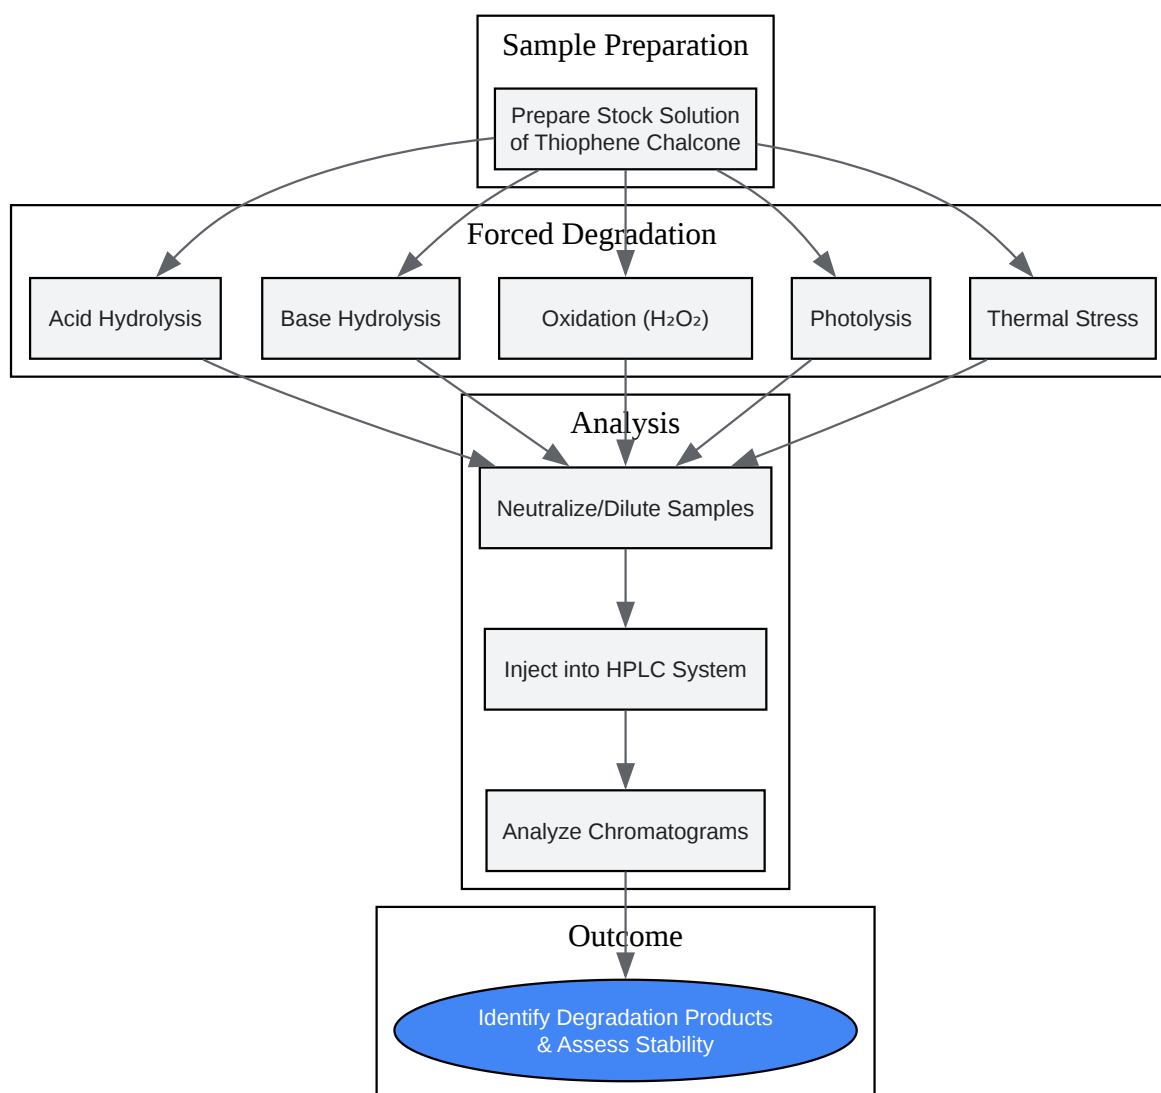 Sample Preparation
Prepare Stock Solution
of Thiophene Chalcone
Forced Degradation
Acid Hydrolysis
Base Hydrolysis
Oxidation (H₂O₂)
Photolysis
Thermal Stress
Analysis
Neutralize/Dilute Samples
Inject into HPLC System
Analyze Chromatograms
Outcome
Identify Degradation Products
& Assess Stability